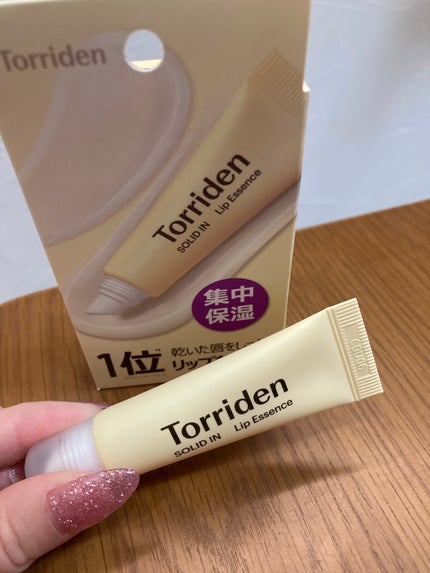 Torriden
Torriden
SOLID IN Lip Essence
集中
保湿
1位
乾いた唇をし
リップ
Torriden
SOLID IN Lip Essence